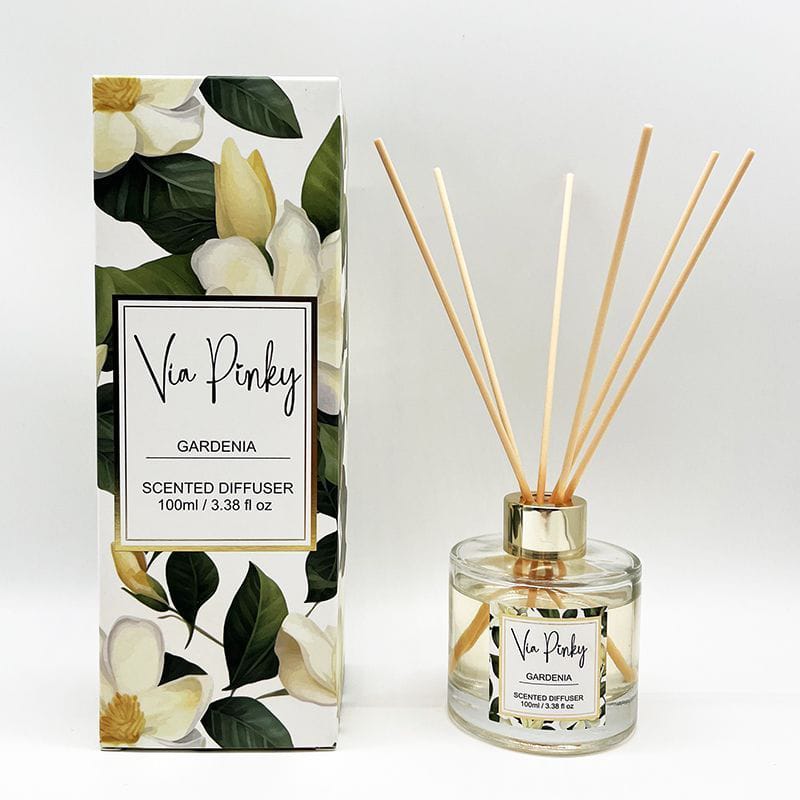 Via Pinky
GARDENIA
SCENTED DIFFUSER
100ml / 3.38 fl oz
Via Pinky
GARDENIA
SCENTED DIFFUSER
100ml / 3.38 fl oz